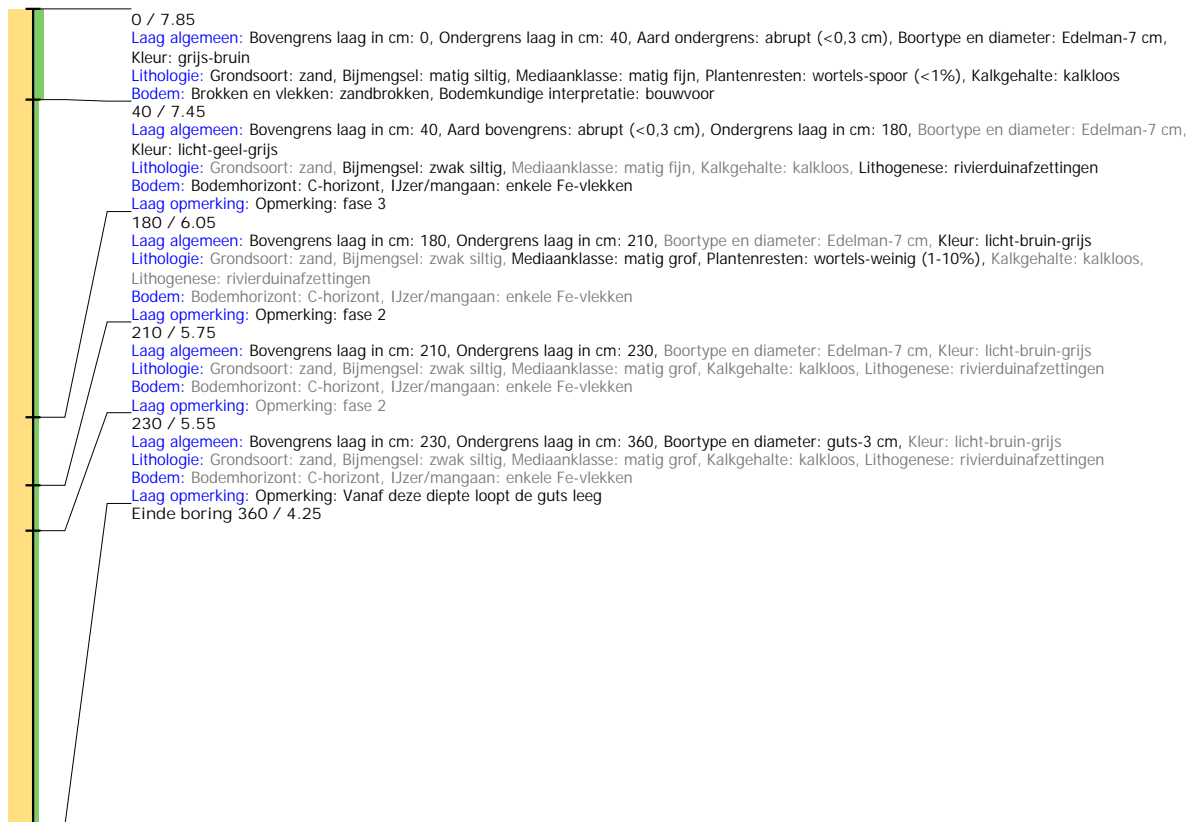 0 / 7.85
Laag algemeen: Bovengrens laag in cm: 0, Ondergrens laag in cm: 40, Aard ondergrens: abrupt (<0,3 cm), Boortype en diameter: Edelman-7 cm,
Kleur: grijs-bruin
Lithologie: Grondsoort: zand, Bijmengsel: matig siltig, Mediaanklasse: matig fijn, Plantenresten: wortels-spoor (<1%), Kalkgehalte: kalkloos
Bodem: Brokken en vlekken: zandbrokken, Bodemkundige interpretatie: bouwvoor
40 / 7.45
Laag algemeen: Bovengrens laag in cm: 40, Aard bovengrens: abrupt (<0,3 cm), Ondergrens laag in cm: 180, Boortype en diameter: Edelman-7 cm,
Kleur: licht-geel-grijs
Lithologie: Grondsoort: zand, Bijmengsel: zwak siltig, Mediaanklasse: matig fijn, Kalkgehalte: kalkloos, Lithogenese: rivierduinafzettingen
Bodem: Bodemhorizont: C-horizont, IJzer/mangaan: enkele Fe-vlekken
Laag opmerking: Opmerking: fase 3
180 / 6.05
Laag algemeen: Bovengrens laag in cm: 180, Ondergrens laag in cm: 210, Boortype en diameter: Edelman-7 cm, Kleur: licht-bruin-grijs
Lithologie: Grondsoort: zand, Bijmengsel: zwak siltig, Mediaanklasse: matig grof, Plantenresten: wortels-weinig (1-10%), Kalkgehalte: kalkloos,
Lithogenese: rivierduinafzettingen
Bodem: Bodemhorizont: C-horizont, IJzer/mangaan: enkele Fe-vlekken
Laag opmerking: Opmerking: fase 2
210 / 5.75
Laag algemeen: Bovengrens laag in cm: 210, Ondergrens laag in cm: 230, Boortype en diameter: Edelman-7 cm, Kleur: licht-bruin-grijs
Lithologie: Grondsoort: zand, Bijmengsel: zwak siltig, Mediaanklasse: matig grof, Kalkgehalte: kalkloos, Lithogenese: rivierduinafzettingen
Bodem: Bodemhorizont: C-horizont, IJzer/mangaan: enkele Fe-vlekken
Laag opmerking: Opmerking: fase 2
230 / 5.55
Laag algemeen: Bovengrens laag in cm: 230, Ondergrens laag in cm: 360, Boortype en diameter: guts-3 cm, Kleur: licht-bruin-grijs
Lithologie: Grondsoort: zand, Bijmengsel: zwak siltig, Mediaanklasse: matig grof, Kalkgehalte: kalkloos, Lithogenese: rivierduinafzettingen
Bodem: Bodemhorizont: C-horizont, IJzer/mangaan: enkele Fe-vlekken
Laag opmerking: Opmerking: Vanaf deze diepte loopt de guts leeg
Einde boring 360 / 4.25